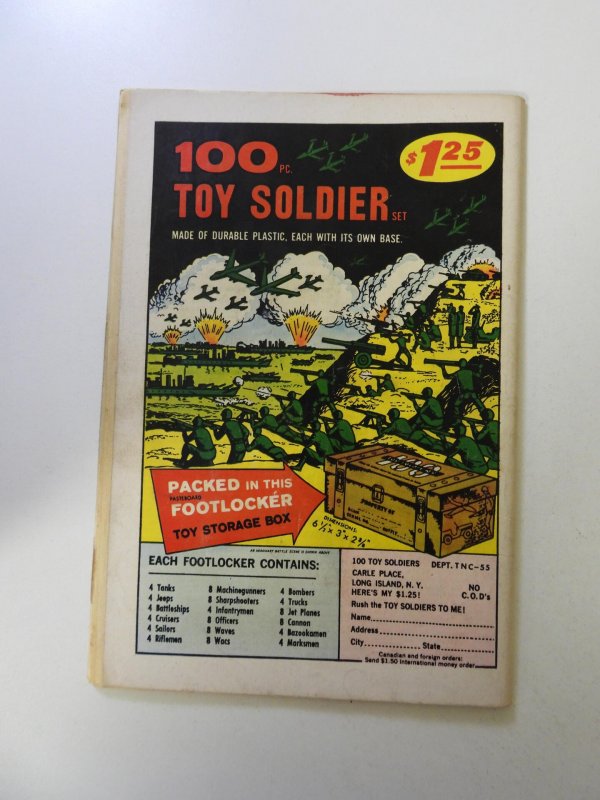 100 PC.
$1.25
TOY SOLDIER SET
MADE OF DURABLE PLASTIC, EACH WITH ITS OWN BASE.
PACKED IN THIS
PASTEBOARD
FOOTLOCKER
TOY STORAGE BOX
DIMENSIONS:
6½" x 3" x 2⅜"
PROPERTY OF
EACH FOOTLOCKER CONTAINS:
4 Tanks
4 Jeeps
4 Battleships
4 Cruisers
4 Sailors
4 Riflemen
8 Machinegunners
8 Sharpshooters
4 Infantrymen
8 Officers
8 Waves
8 Wacs
4 Bombers
4 Trucks
8 Jet Planes
8 Cannon
4 Bazookamen
4 Marksmen
100 TOY SOLDIERS DEPT. TNC-55
CARLE PLACE,
LONG ISLAND, N. Y.
HERE'S MY $1.25!
NO
C.O.D's
Rush the TOY SOLDIERS TO ME!
Name
Address
City State
Canadian and foreign orders:
Send $1.50 International money order